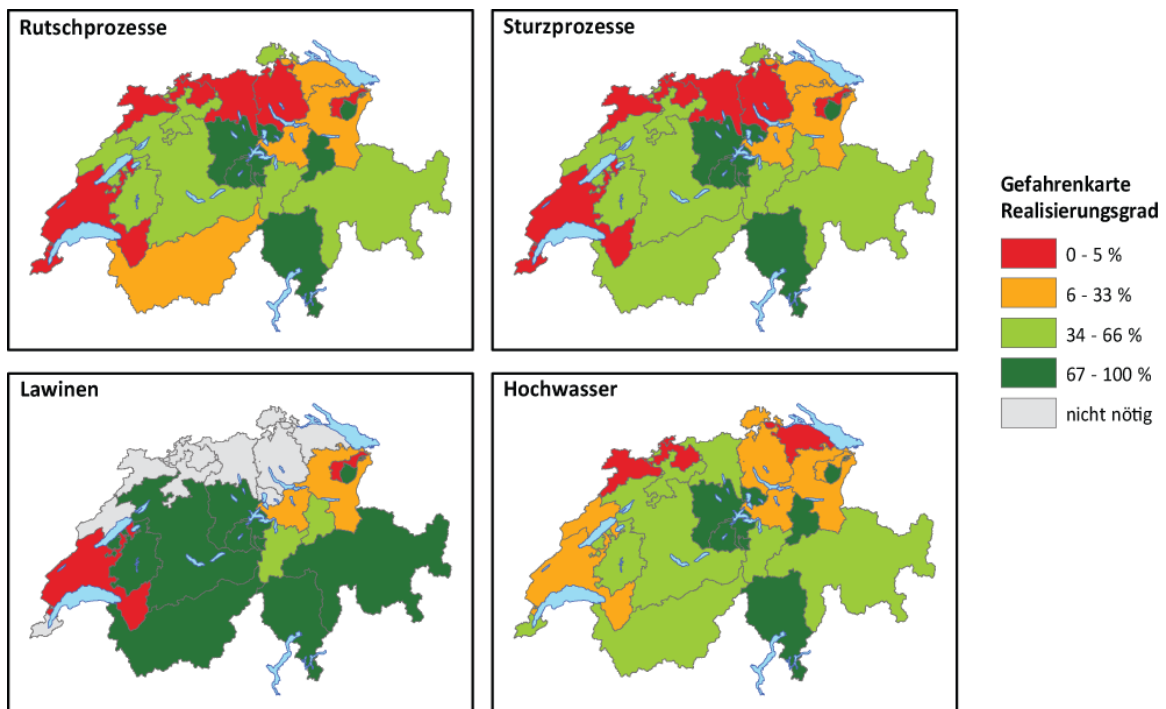 Rutschprozesse
Sturzprozesse
Lawinen
Hochwasser
Gefahrenkarte
Realisierungsgrad
0 - 5 %
6 - 33 %
34 - 66 %
67 - 100 %
nicht nötig